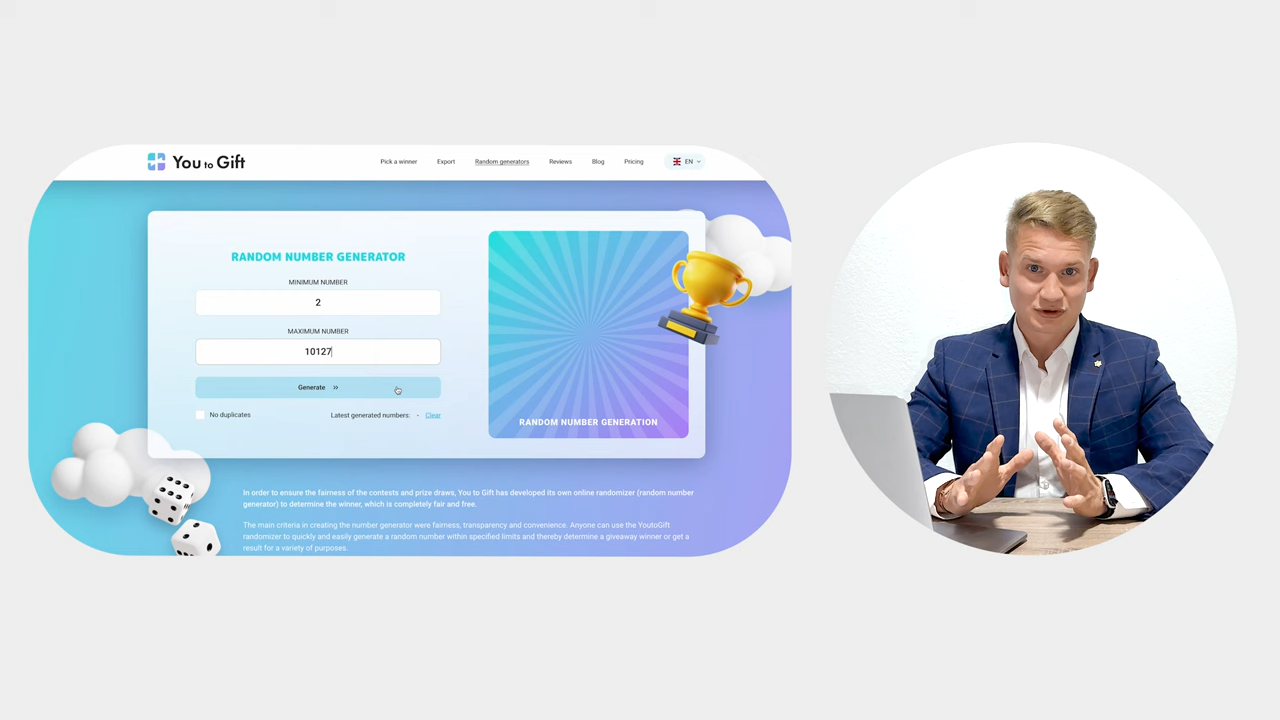 You to Gift
Pick a winner
Export
Random generators
Reviews
Blog
Pricing
EN
RANDOM NUMBER GENERATOR
MINIMUM NUMBER
2
MAXIMUM NUMBER
10127
Generate »
No duplicates
Latest generated numbers: - Clear
RANDOM NUMBER GENERATION
In order to ensure the fairness of the contests and prize draws, You to Gift has developed its own online randomizer (random number
generator) to determine the winner, which is completely fair and free.
The main criteria in creating the number generator were fairness, transparency and convenience. Anyone can use the YoutoGift
randomizer to quickly and easily generate a random number within specified limits and thereby determine a giveaway winner or get a
result for a variety of purposes.